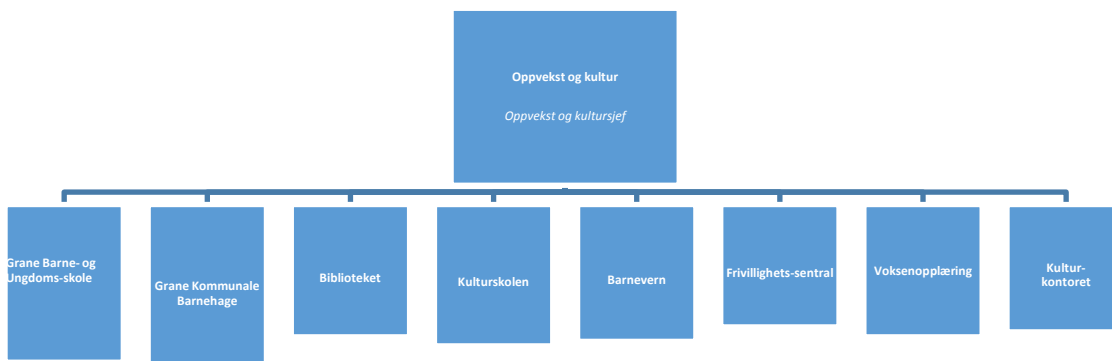 Oppvekst og kultur
Oppvekst og kultursjef
Grane Barne- og
Ungdoms-skole
Grane Kommunale
Barnehage
Biblioteket
Kulturskolen
Barnevern
Frivillighets-sentral
Voksenopplæring
Kultur-
kontoret